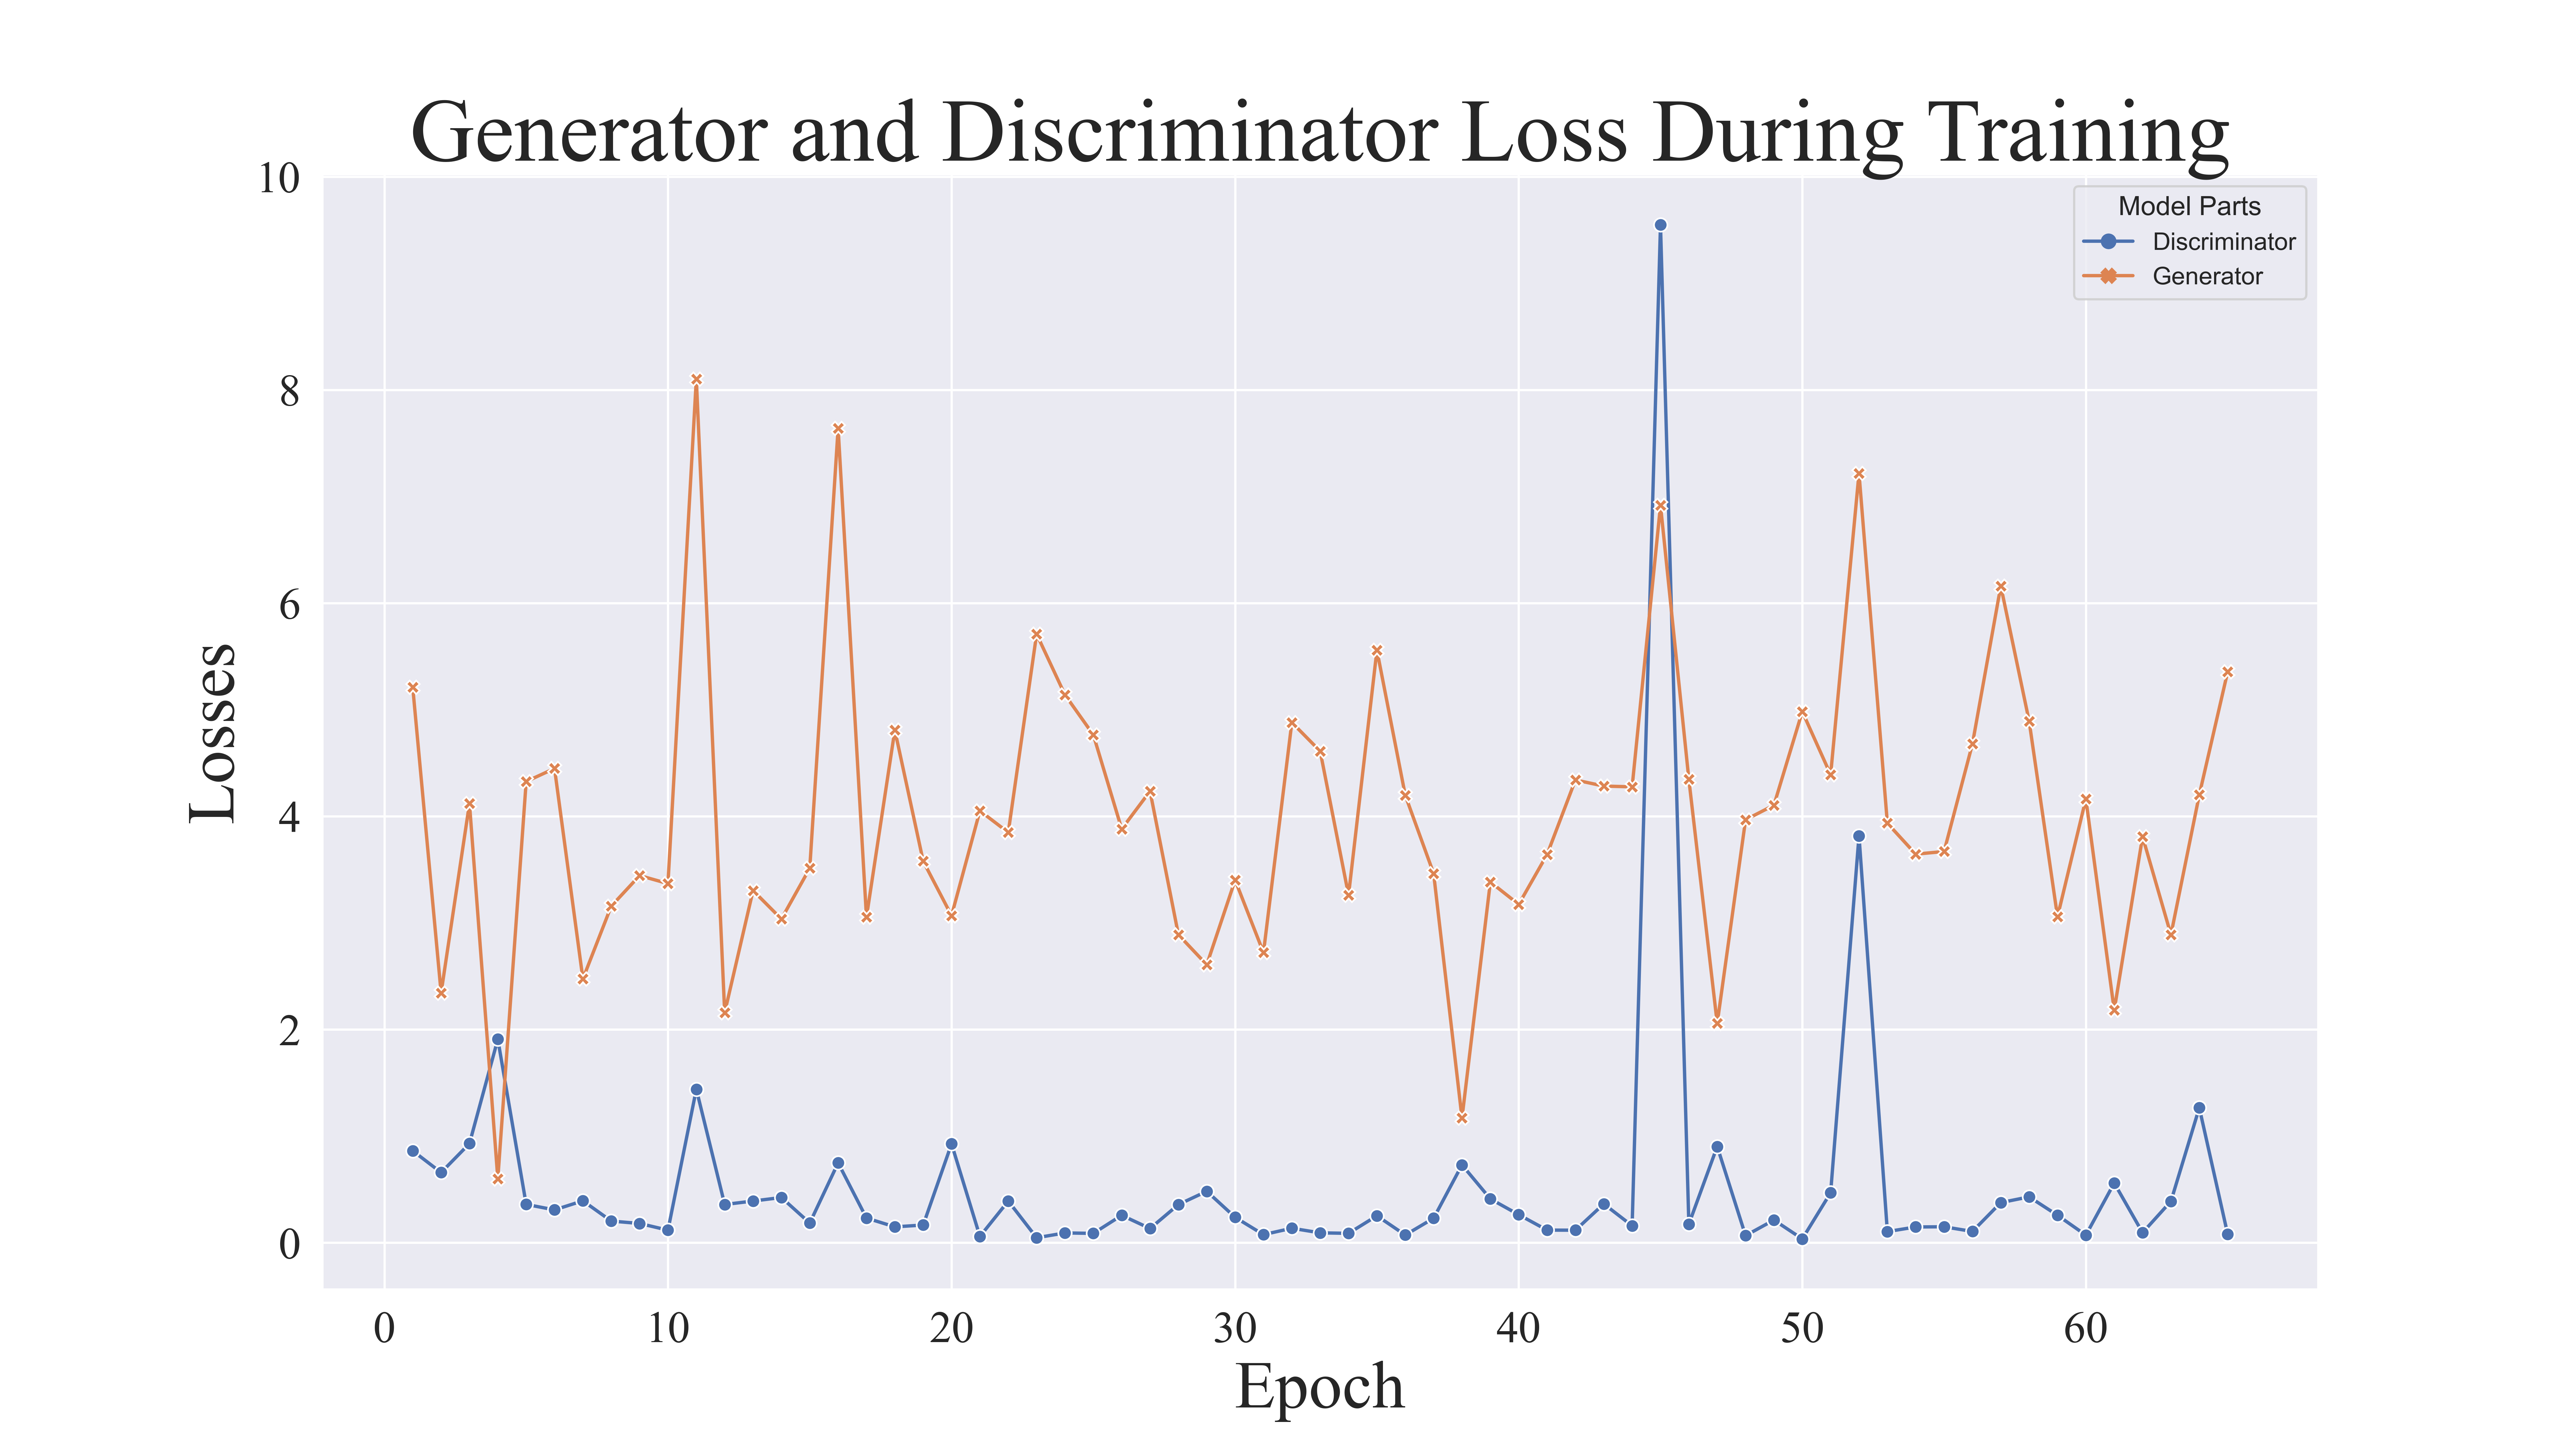 Generator and Discriminator Loss During Training
10
8
6
4
2
0
Losses
Model Parts
Discriminator
Generator
0 10 20 30 40 50 60
Epoch